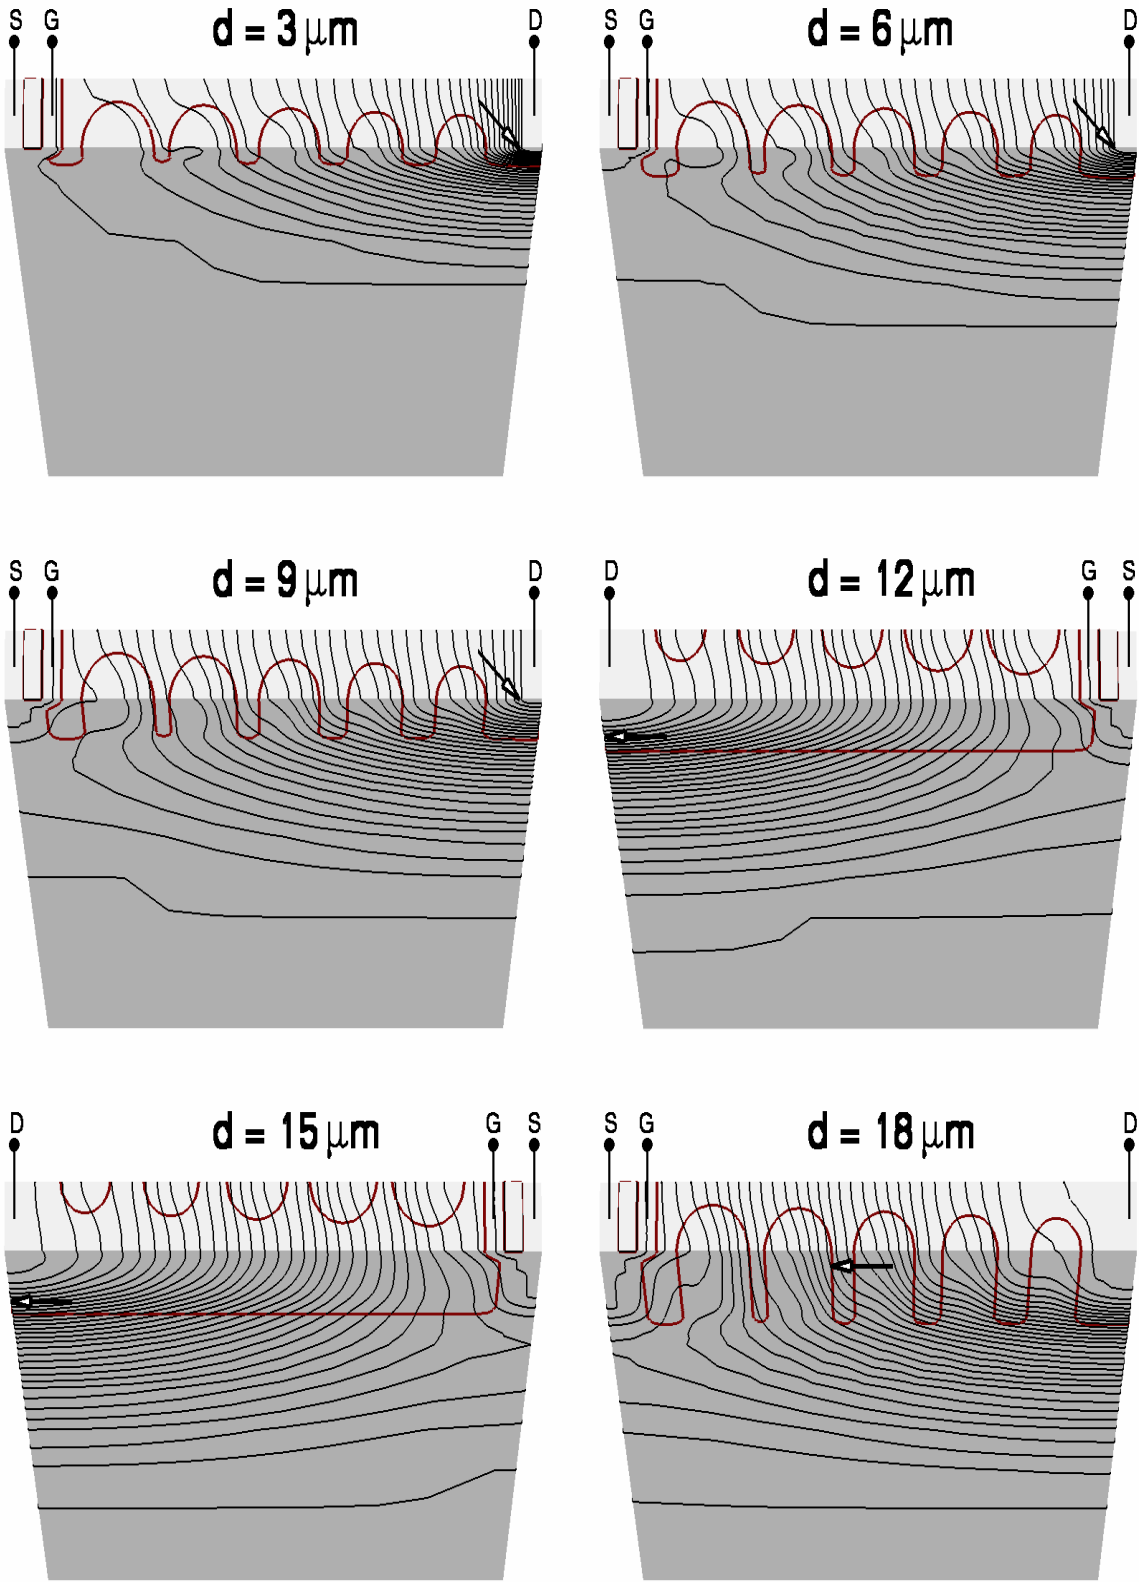 d = 3 μm
S G D
d = 6 μm
S G D
d = 9 μm
S G D
d = 12 μm
D G S
d = 15 μm
D G S
d = 18 μm
S G D